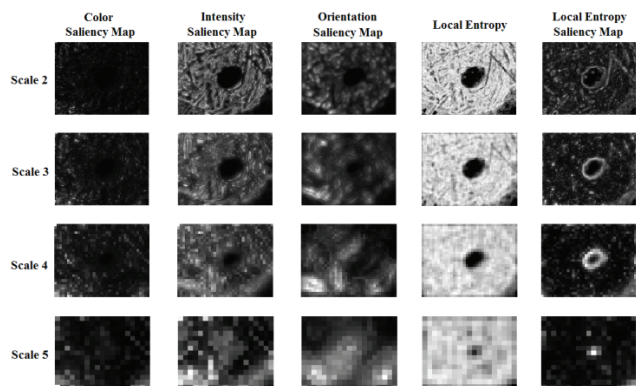 Color
Saliency Map
Intensity
Saliency Map
Orientation
Saliency Map
Local Entropy
Local Entropy
Saliency Map
Scale 2
Scale 3
Scale 4
Scale 5